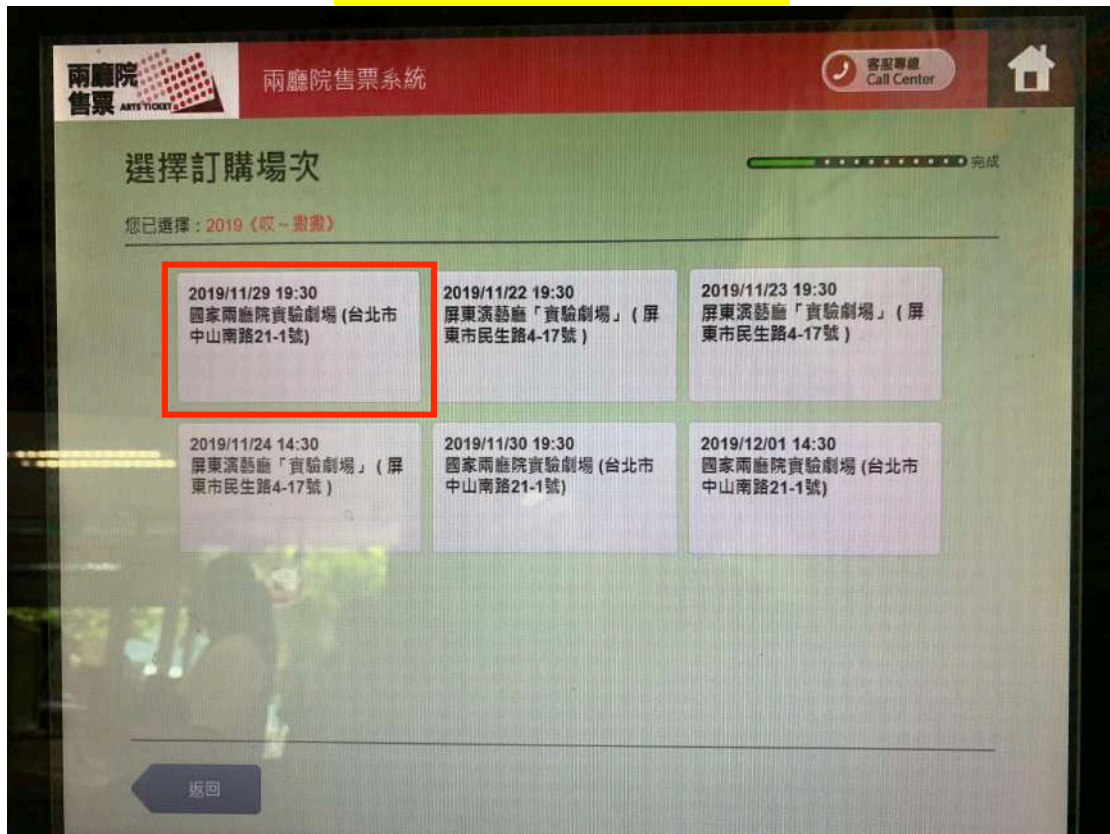 兩廳院
售票 ARTS TICKET
兩廳院售票系統
客服專線
Call Center
選擇訂購場次
完成
您已選擇：2019《哎～撒撒》
2019/11/29 19:30
國家兩廳院實驗劇場 (台北市
中山南路21-1號)
2019/11/22 19:30
屏東演藝廳「實驗劇場」 ( 屏
東市民生路4-17號 )
2019/11/23 19:30
屏東演藝廳「實驗劇場」 ( 屏
東市民生路4-17號 )
2019/11/24 14:30
屏東演藝廳「實驗劇場」 ( 屏
東市民生路4-17號 )
2019/11/30 19:30
國家兩廳院實驗劇場 (台北市
中山南路21-1號)
2019/12/01 14:30
國家兩廳院實驗劇場 (台北市
中山南路21-1號)
返回